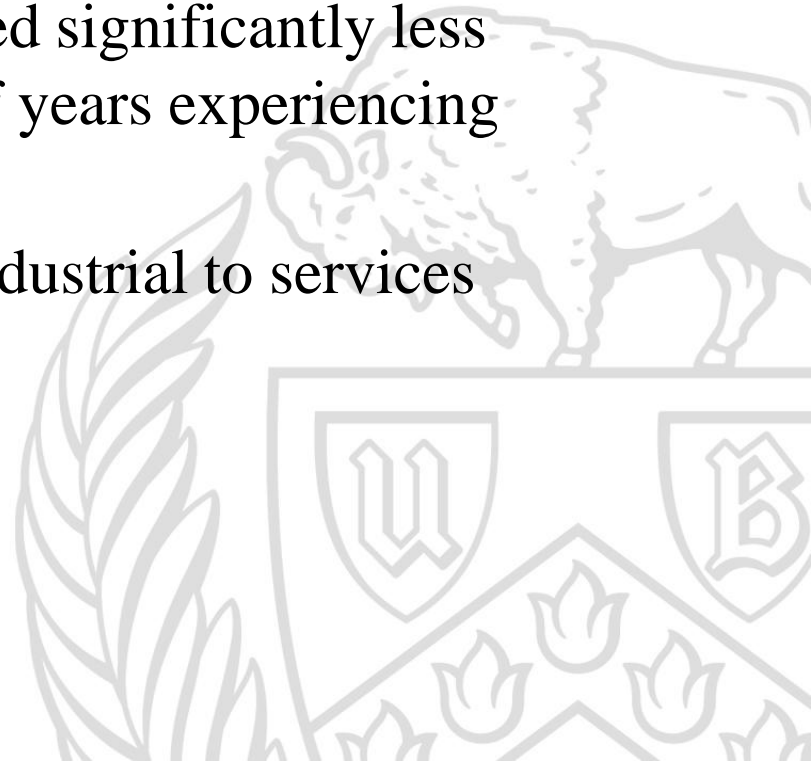 ed significantly less
years experiencing
dustrial to services
U B